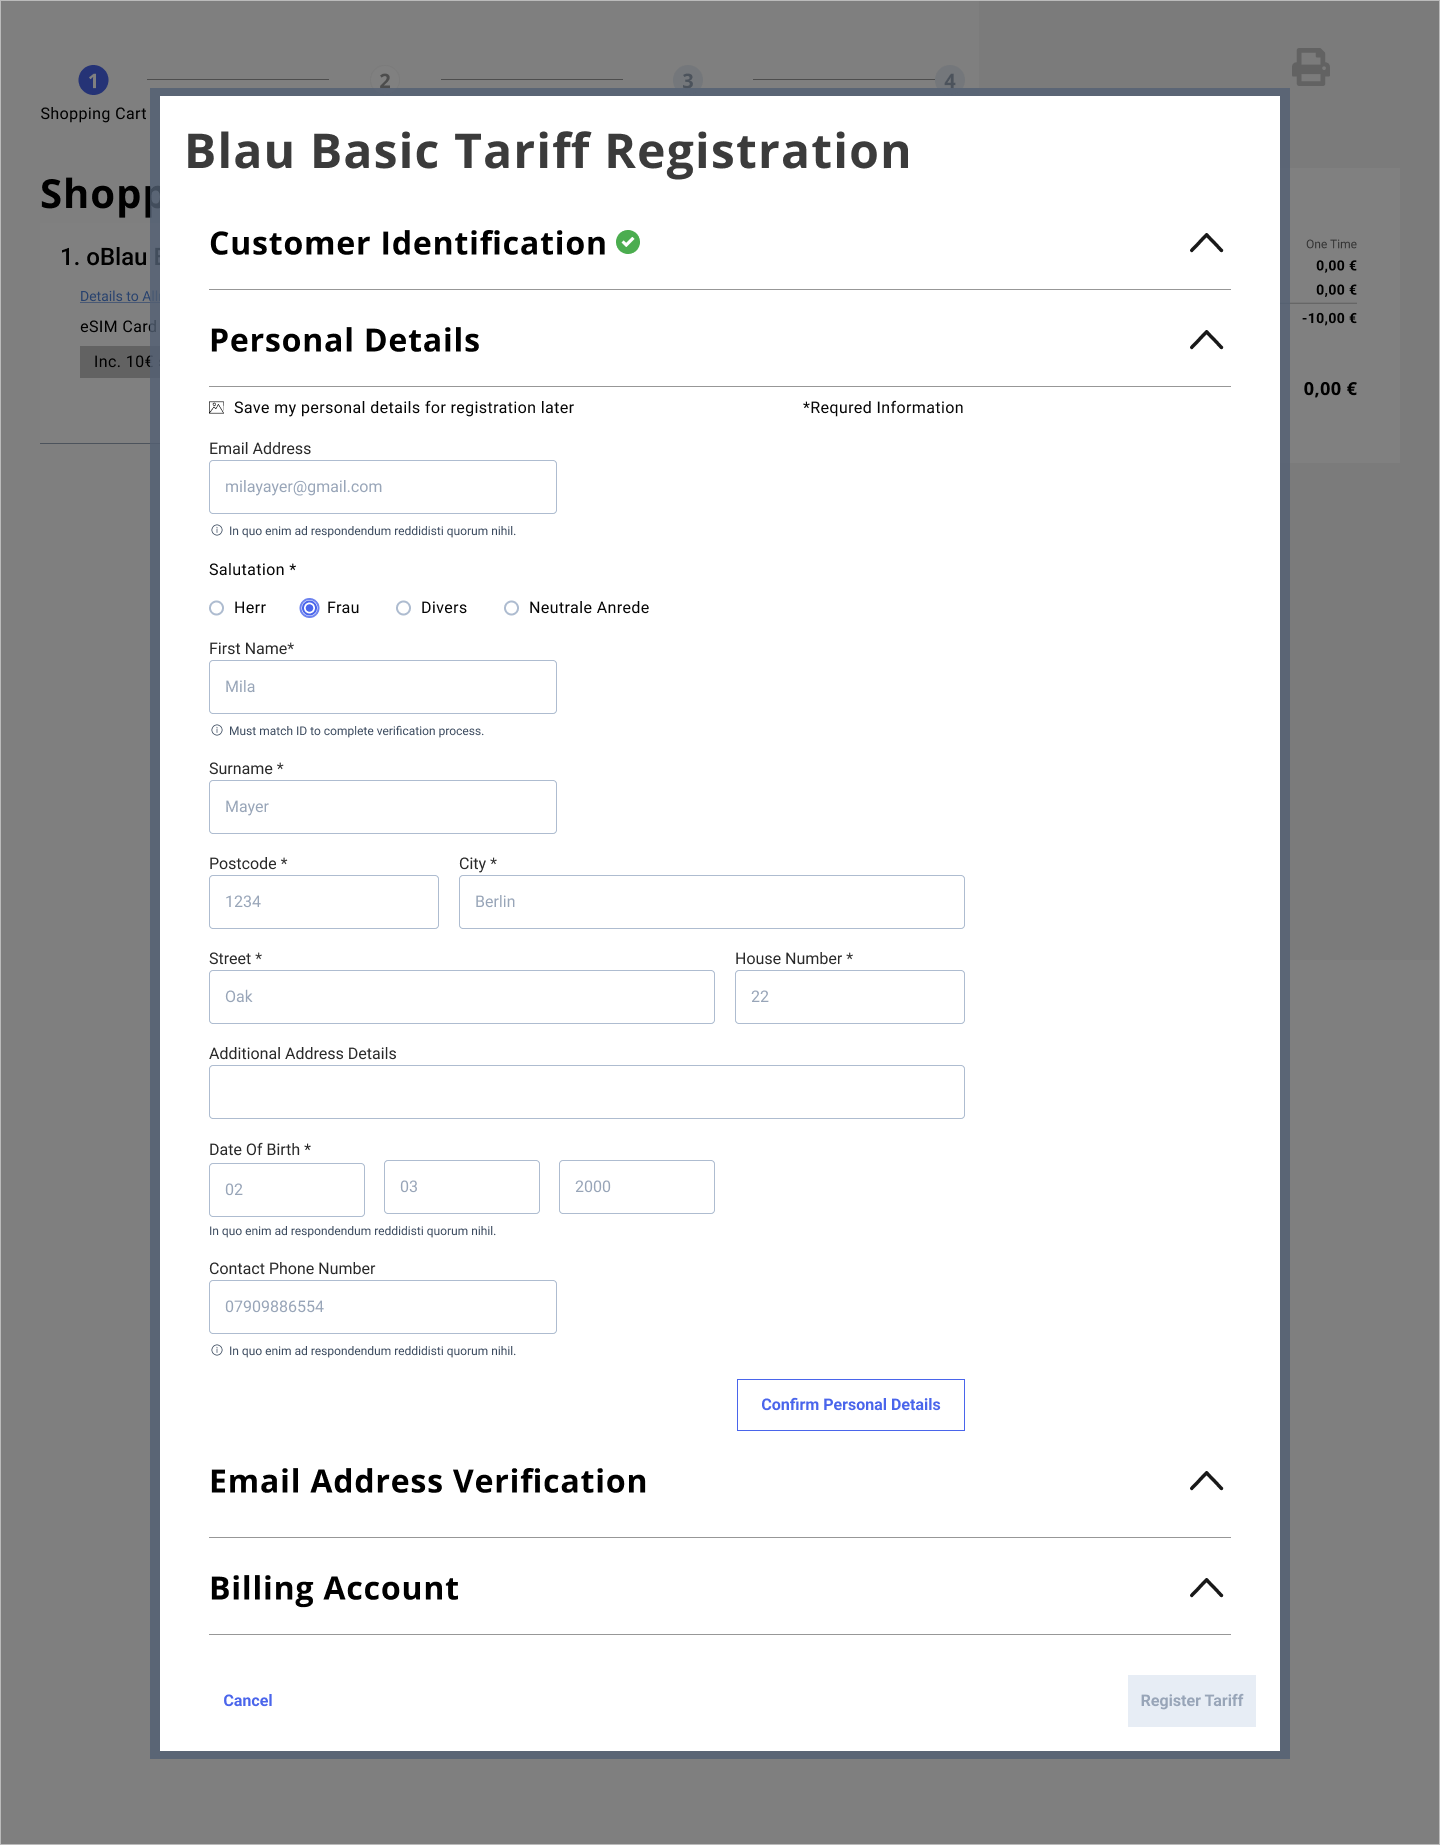 1
2
3
4
Shopping Cart
Blau Basic Tariff Registration
Customer Identification
1. oBlau
Details to
eSIM Card
Inc. 10€
One Time
0,00 €
0,00 €
-10,00 €
0,00 €
Personal Details
Save my personal details for registration later
*Requred Information
Email Address
milayayer@gmail.com
In quo enim ad respondendum reddidisti quorum nihil.
Salutation *
Herr Frau Divers Neutrale Anrede
First Name*
Mila
Must match ID to complete verification process.
Surname *
Mayer
Postcode * City *
1234 Berlin
Street * House Number *
Oak 22
Additional Address Details
Date Of Birth *
02 03 2000
In quo enim ad respondendum reddidisti quorum nihil.
Contact Phone Number
07909886554
In quo enim ad respondendum reddidisti quorum nihil.
Confirm Personal Details
Email Address Verification
Billing Account
Cancel Register Tariff